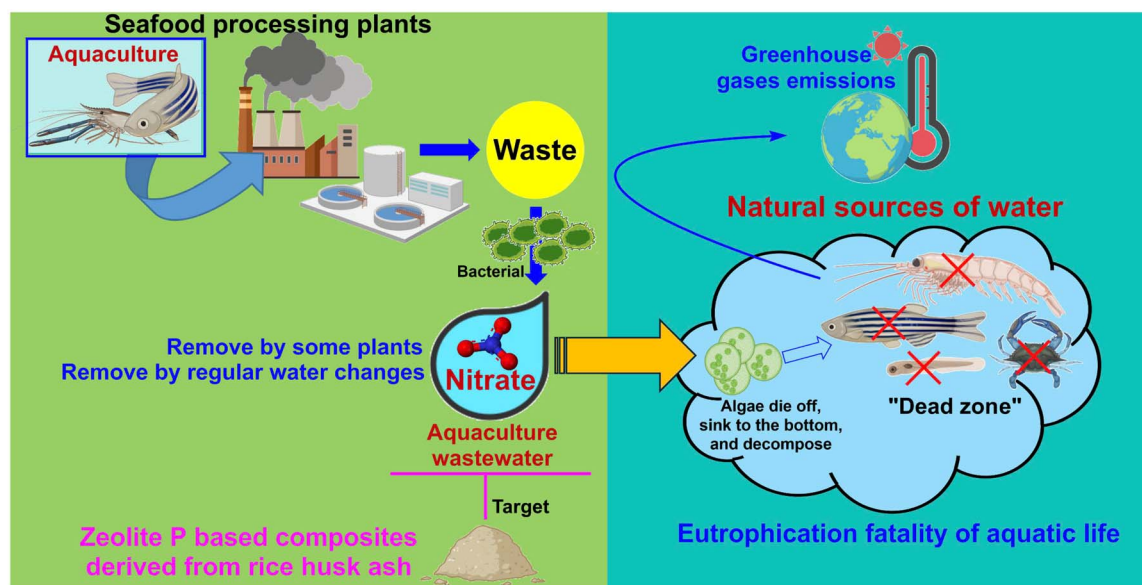 Seafood processing plants
Aquaculture
Waste
Bacterial
Remove by some plants
Remove by regular water changes
Nitrate
Aquaculture
wastewater
Target
Zeolite P based composites
derived from rice husk ash
Greenhouse
gases emissions
Natural sources of water
Algae die off,
sink to the bottom,
and decompose
"Dead zone"
Eutrophication fatality of aquatic life